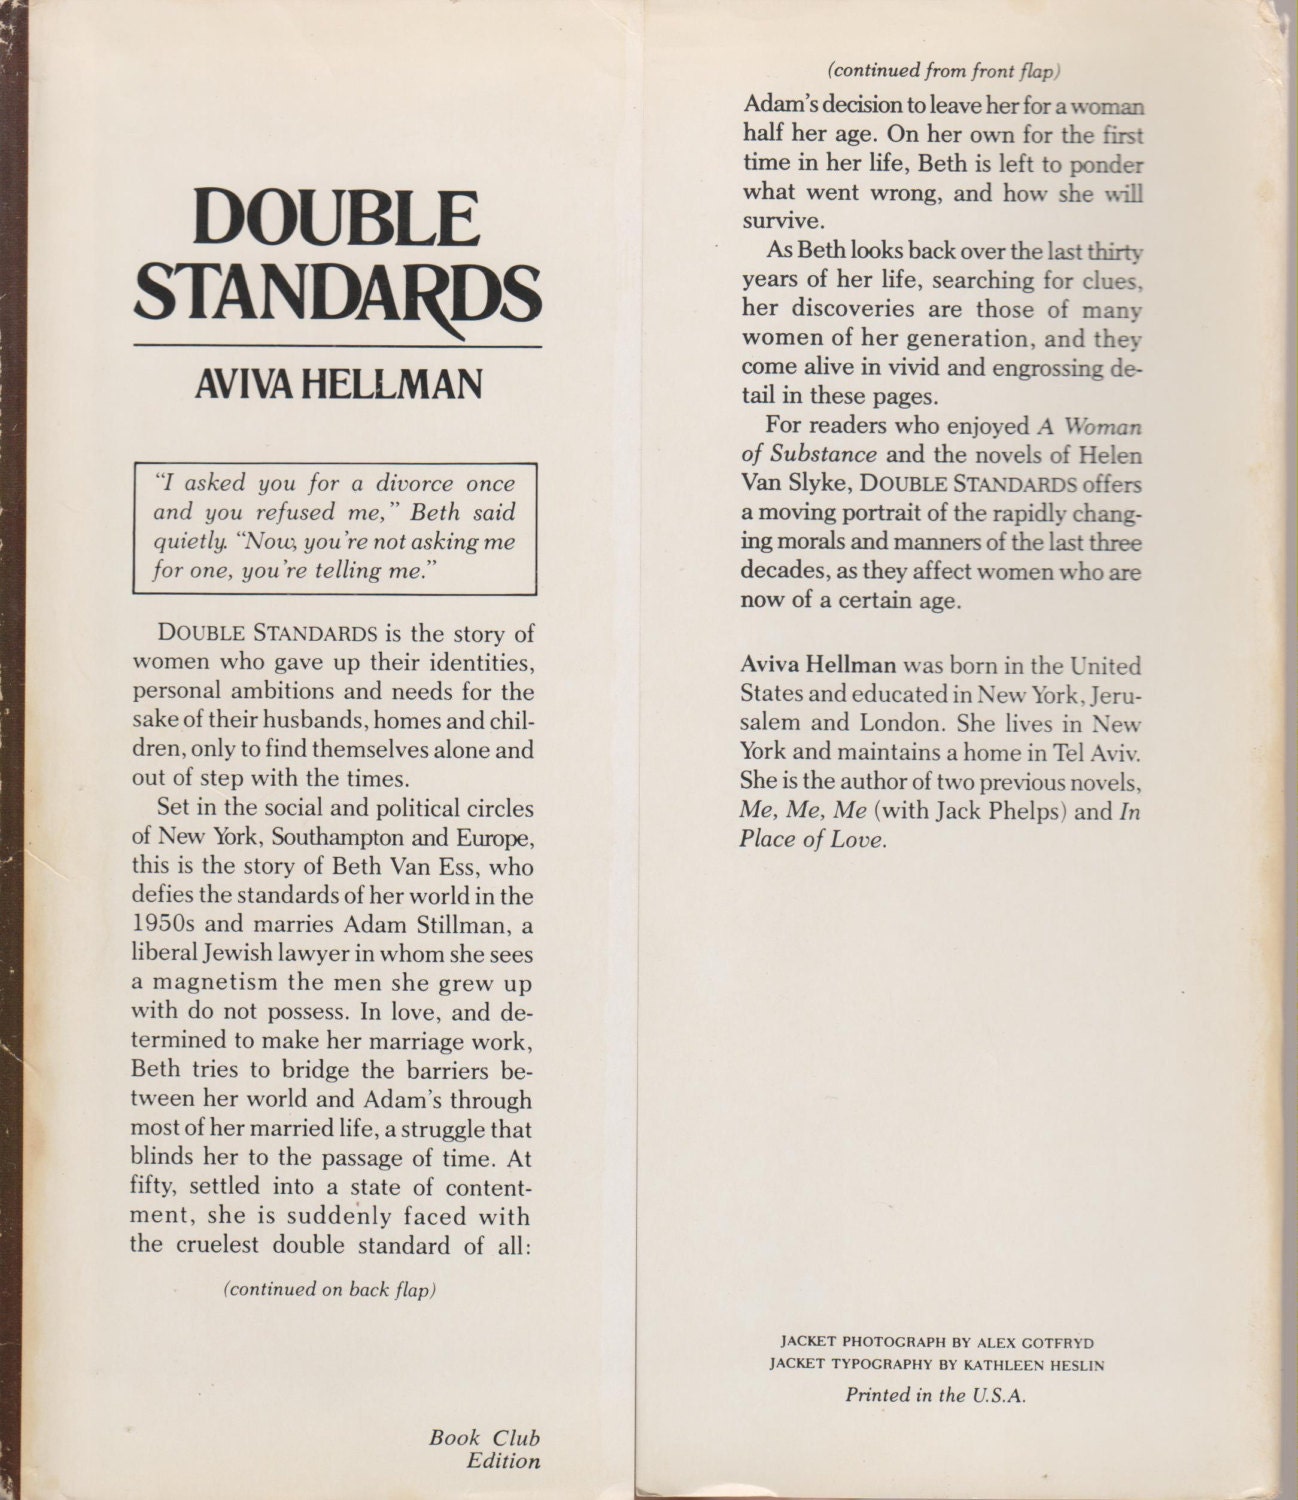 DOUBLE
STANDARDS
AVIVA HELLMAN
“I asked you for a divorce once
and you refused me,” Beth said
quietly. “Now, you’re not asking me
for one, you’re telling me.”
DOUBLE STANDARDS is the story of
women who gave up their identities,
personal ambitions and needs for the
sake of their husbands, homes and chil-
dren, only to find themselves alone and
out of step with the times.
Set in the social and political circles
of New York, Southampton and Europe,
this is the story of Beth Van Ess, who
defies the standards of her world in the
1950s and marries Adam Stillman, a
liberal Jewish lawyer in whom she sees
a magnetism the men she grew up
with do not possess. In love, and de-
termined to make her marriage work,
Beth tries to bridge the barriers be-
tween her world and Adam’s through
most of her married life, a struggle that
blinds her to the passage of time. At
fifty, settled into a state of content-
ment, she is suddenly faced with
the cruelest double standard of all:
(continued on back flap)
Book Club
Edition
(continued from front flap)
Adam’s decision to leave her for a woman
half her age. On her own for the first
time in her life, Beth is left to ponder
what went wrong, and how she will
survive.
As Beth looks back over the last thirty
years of her life, searching for clues,
her discoveries are those of many
women of her generation, and they
come alive in vivid and engrossing de-
tail in these pages.
For readers who enjoyed A Woman
of Substance and the novels of Helen
Van Slyke, DOUBLE STANDARDS offers
a moving portrait of the rapidly chang-
ing morals and manners of the last three
decades, as they affect women who are
now of a certain age.
Aviva Hellman was born in the United
States and educated in New York, Jeru-
salem and London. She lives in New
York and maintains a home in Tel Aviv.
She is the author of two previous novels,
Me, Me, Me (with Jack Phelps) and In
Place of Love.
JACKET PHOTOGRAPH BY ALEX GOTFRYD
JACKET TYPOGRAPHY BY KATHLEEN HESLIN
Printed in the U.S.A.